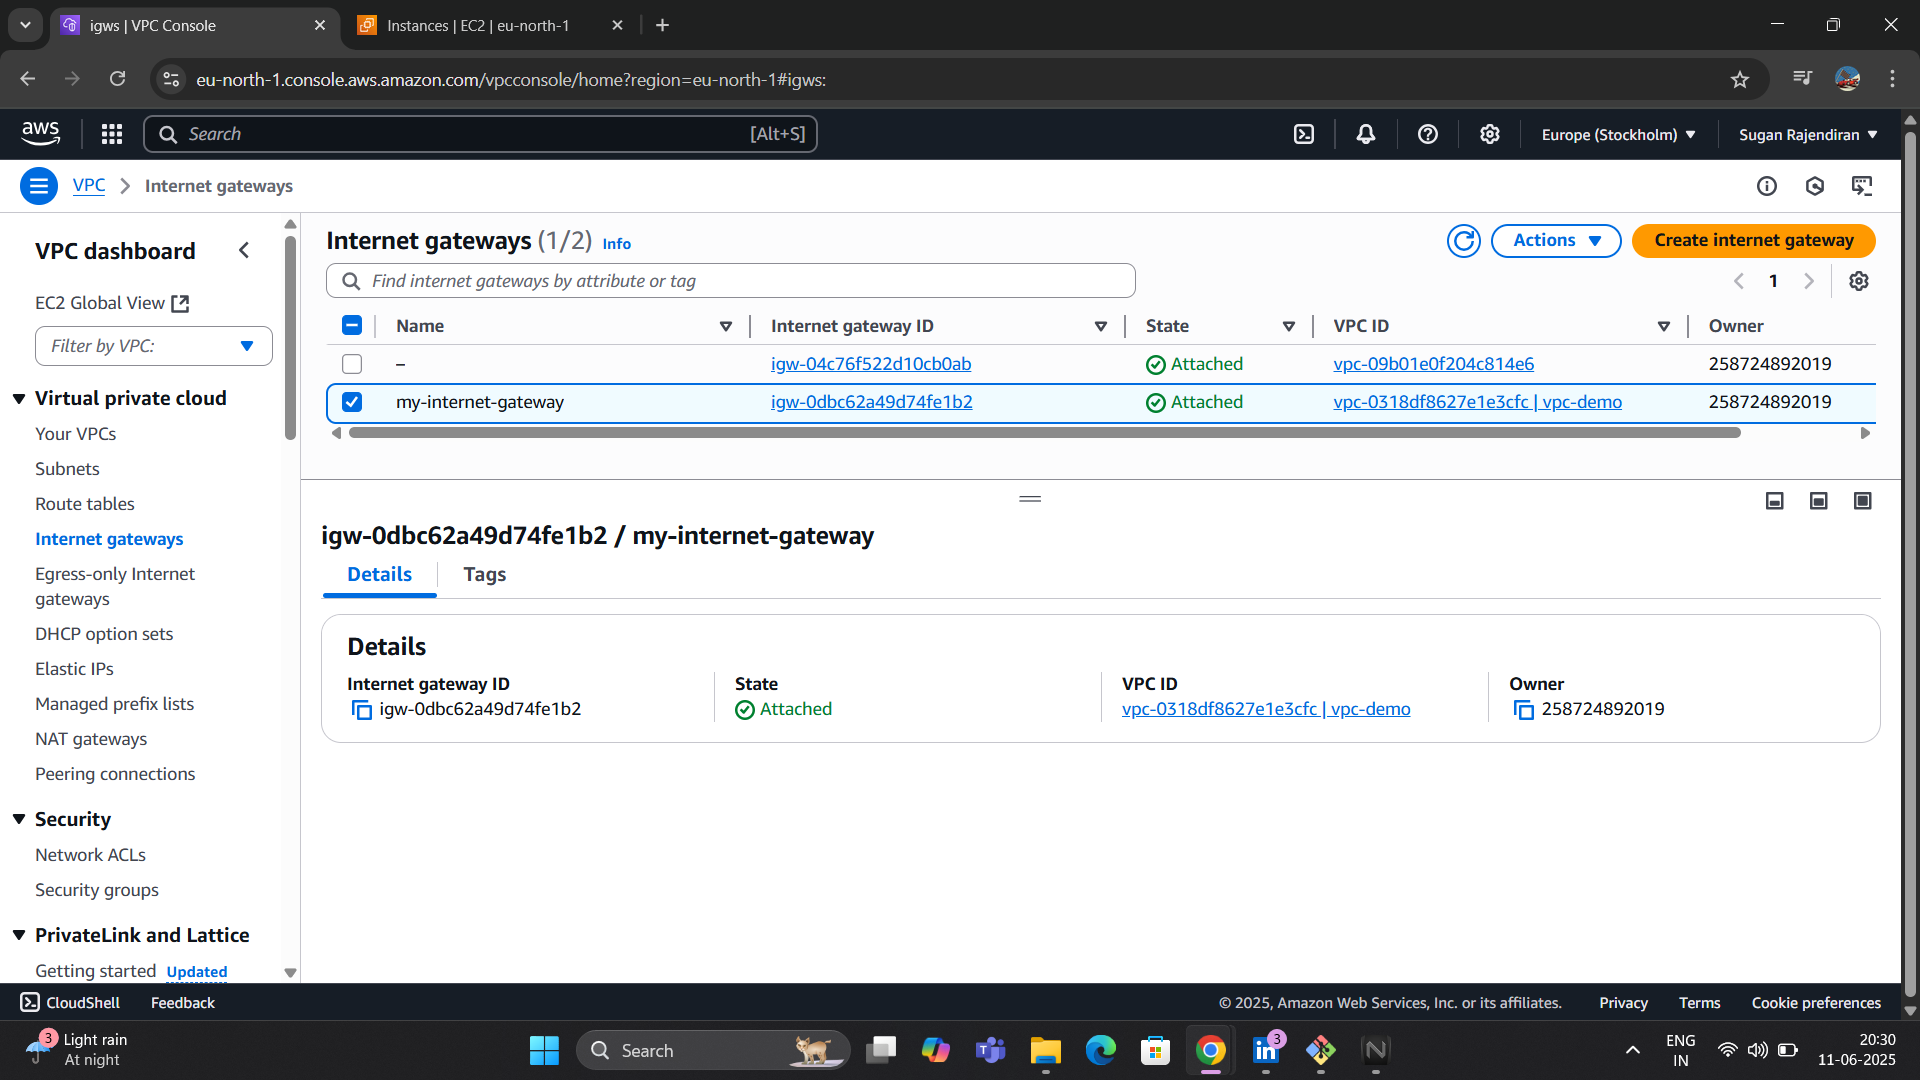 igws | VPC Console
Instances | EC2 | eu-north-1
eu-north-1.console.aws.amazon.com/vpcconsole/home?region=eu-north-1#igws:
aws
Search
[Alt+S]
Europe (Stockholm)
Sugan Rajendiran
VPC
Internet gateways
VPC dashboard
EC2 Global View
Filter by VPC:
Virtual private cloud
Your VPCs
Subnets
Route tables
Internet gateways
Egress-only Internet
gateways
DHCP option sets
Elastic IPs
Managed prefix lists
NAT gateways
Peering connections
Security
Network ACLs
Security groups
PrivateLink and Lattice
Getting started Updated
Internet gateways (1/2) Info
Actions
Create internet gateway
Find internet gateways by attribute or tag
1
Name Internet gateway ID State VPC ID Owner
– igw-04c76f522d10cb0ab Attached vpc-09b01e0f204c814e6 258724892019
my-internet-gateway igw-0dbc62a49d74fe1b2 Attached vpc-0318df8627e1e3cfc | vpc-demo 258724892019
igw-0dbc62a49d74fe1b2 / my-internet-gateway
Details
Tags
Details
Internet gateway ID State VPC ID Owner
igw-0dbc62a49d74fe1b2 Attached vpc-0318df8627e1e3cfc | vpc-demo 258724892019
CloudShell
Feedback
© 2025, Amazon Web Services, Inc. or its affiliates.
Privacy
Terms
Cookie preferences
3
Light rain
At night
Search
3
ENG
IN
20:30
11-06-2025